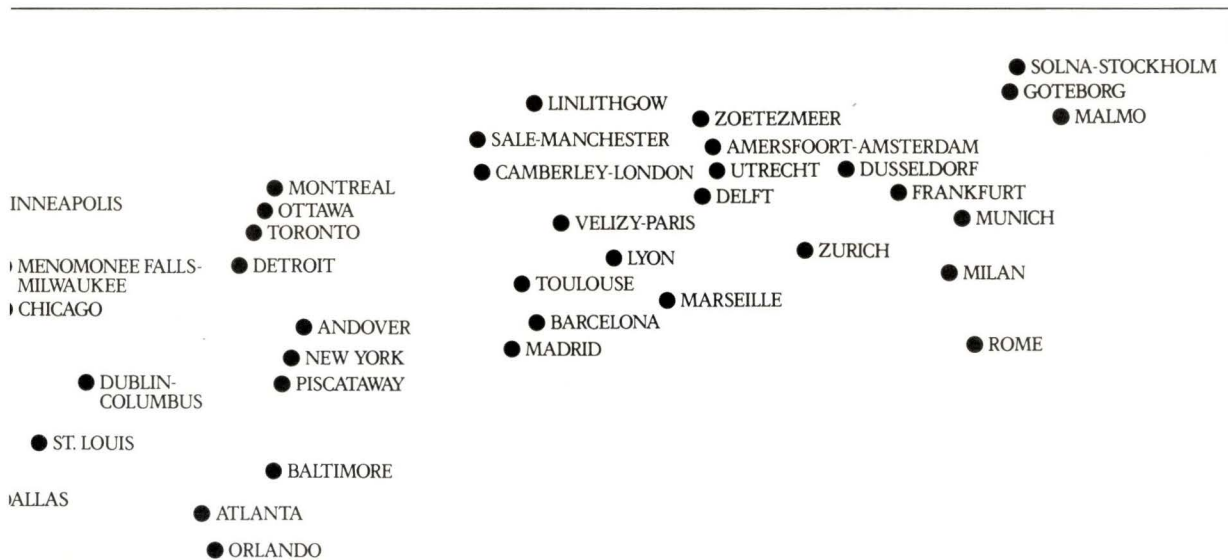 SOLNA-STOCKHOLM
GOTEBORG
LINLITHGOW
ZOETEZMEER
MALMO
SALE-MANCHESTER
AMERSFOORT-AMSTERDAM
CAMBERLEY-LONDON
UTRECHT
DUSSELDORF
MONTREAL
DELFT
FRANKFURT
INNEAPOLIS
OTTAWA
VELIZY-PARIS
MUNICH
TORONTO
LYON
ZURICH
MENOMONEE FALLS-
MILWAUKEE
DETROIT
TOULOUSE
MILAN
CHICAGO
MARSEILLE
ANDOVER
BARCELONA
NEW YORK
MADRID
ROME
DUBLIN-
COLUMBUS
PISCATAWAY
ST. LOUIS
BALTIMORE
ALLAS
ATLANTA
ORLANDO